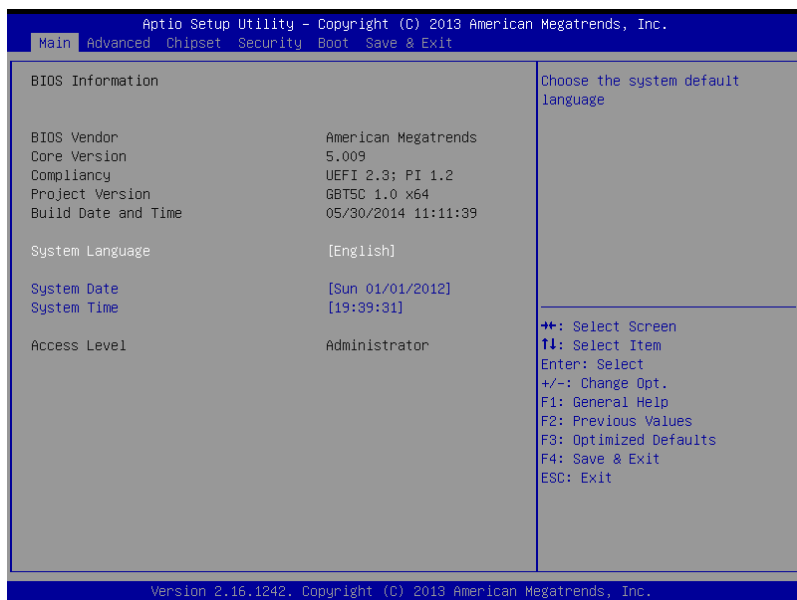 Aptio Setup Utility – Copyright (C) 2013 American Megatrends, Inc.
Main Advanced Chipset Security Boot Save & Exit
BIOS Information
BIOS Vendor American Megatrends
Core Version 5.009
Compliancy UEFI 2.3; PI 1.2
Project Version GBT5C 1.0 x64
Build Date and Time 05/30/2014 11:11:39
System Language [English]
System Date [Sun 01/01/2012]
System Time [19:39:31]
Access Level Administrator
Choose the system default
language
→←: Select Screen
↑↓: Select Item
Enter: Select
+/-: Change Opt.
F1: General Help
F2: Previous Values
F3: Optimized Defaults
F4: Save & Exit
ESC: Exit
Version 2.16.1242. Copyright (C) 2013 American Megatrends, Inc.